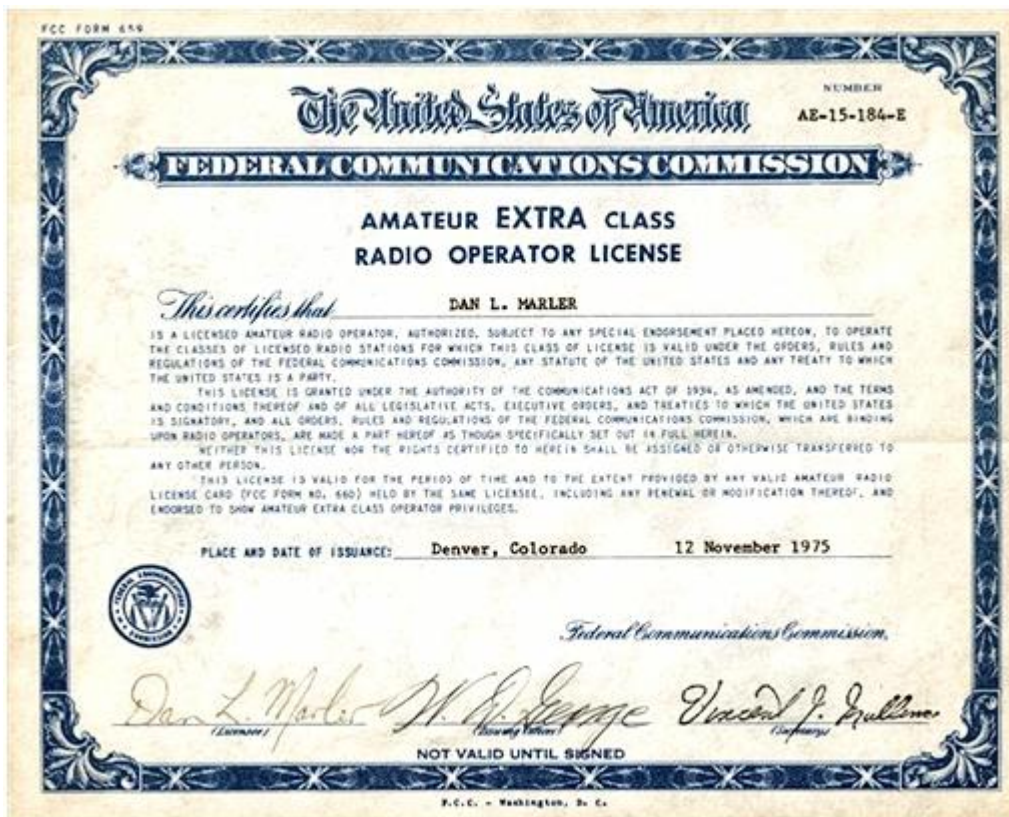 FCC FORM 659
NUMBER
The United States of America
AE-15-184-E
FEDERAL COMMUNICATIONS COMMISSION
AMATEUR EXTRA CLASS
RADIO OPERATOR LICENSE
This certifies that DAN L. MARLER
IS A LICENSED AMATEUR RADIO OPERATOR, AUTHORIZED, SUBJECT TO ANY SPECIAL ENDORSEMENT PLACED HEREON, TO OPERATE
THE CLASSES OF LICENSED RADIO STATIONS FOR WHICH THIS CLASS OF LICENSE IS VALID UNDER THE ORDERS, RULES AND
REGULATIONS OF THE FEDERAL COMMUNICATIONS COMMISSION, ANY STATUTE OF THE UNITED STATES AND ANY TREATY TO WHICH
THE UNITED STATES IS A PARTY.
THIS LICENSE IS GRANTED UNDER THE AUTHORITY OF THE COMMUNICATIONS ACT OF 1934, AS AMENDED, AND THE TERMS
AND CONDITIONS THEREOF AND OF ALL LEGISLATIVE ACTS, EXECUTIVE ORDERS, AND TREATIES TO WHICH THE UNITED STATES
IS SIGNATORY, AND ALL ORDERS, RULES AND REGULATIONS OF THE FEDERAL COMMUNICATIONS COMMISSION, WHICH ARE BINDING
UPON RADIO OPERATORS, ARE MADE A PART HEREOF AS THOUGH SPECIFICALLY SET OUT IN FULL HEREIN.
NEITHER THIS LICENSE NOR THE RIGHTS CERTIFIED TO HEREIN SHALL BE ASSIGNED OR OTHERWISE TRANSFERRED TO
ANY OTHER PERSON.
THIS LICENSE IS VALID FOR THE PERIOD OF TIME AND TO THE EXTENT PROVIDED BY ANY VALID AMATEUR RADIO
LICENSE CARD (FCC FORM NO. 660) HELD BY THE SAME LICENSEE, INCLUDING ANY RENEWAL OR MODIFICATION THEREOF, AND
ENDORSED TO SHOW AMATEUR EXTRA CLASS OPERATOR PRIVILEGES.
PLACE AND DATE OF ISSUANCE: Denver, Colorado 12 November 1975
FEDERAL COMMUNICATIONS
COMMISSION
Federal Communications Commission,
Dan L. Marler W. D. George Vincent J. Mullins
(Licensee) (Issuing Officer) (Secretary)
NOT VALID UNTIL SIGNED
F.C.C. - Washington, D. C.